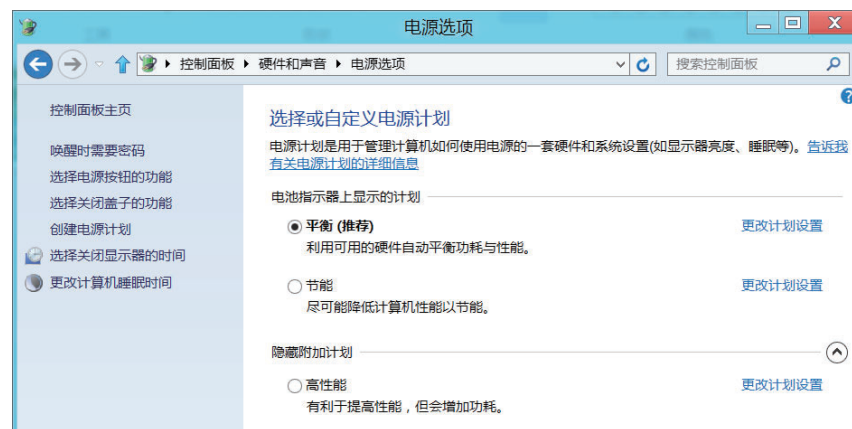 电源选项
控制面板 硬件和声音 电源选项
搜索控制面板
控制面板主页
唤醒时需要密码
选择电源按钮的功能
选择关闭盖子的功能
创建电源计划
选择关闭显示器的时间
更改计算机睡眠时间
选择或自定义电源计划
电源计划是用于管理计算机如何使用电源的一套硬件和系统设置(如显示器亮度、睡眠等)。告诉我
有关电源计划的详细信息
电池指示器上显示的计划
平衡 (推荐) 更改计划设置
利用可用的硬件自动平衡功耗与性能。
节能 更改计划设置
尽可能降低计算机性能以节能。
隐藏附加计划
高性能 更改计划设置
有利于提高性能，但会增加功耗。